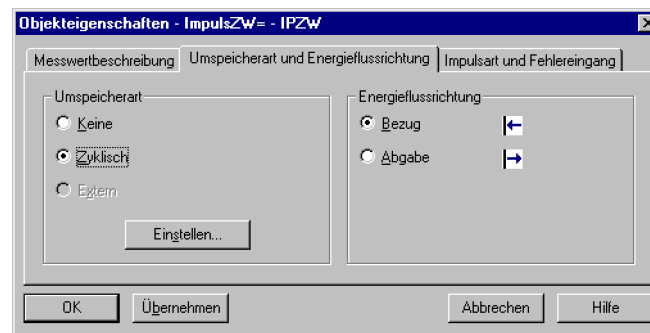 Objekteigenschaften - ImpulsZW= - IPZW
Messwertbeschreibung
Umspeicherart und Energieflussrichtung
Impulsart und Fehlereingang
Umspeicherart
Keine
Zyklisch
Extern
Einstellen...
Energieflussrichtung
Bezug
Abgabe
OK
Übernehmen
Abbrechen
Hilfe